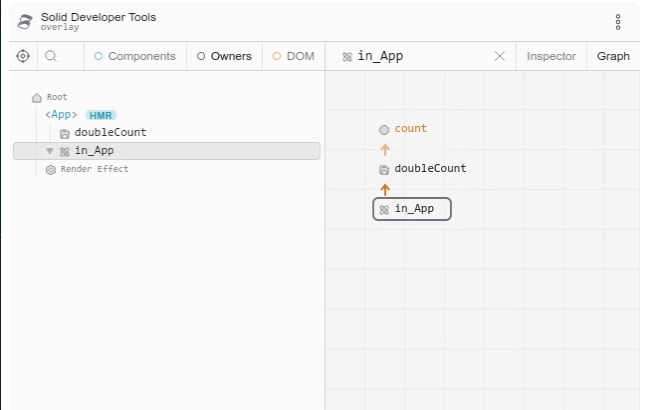 Solid Developer Tools
overlay
Components Owners DOM
in_App
Inspector Graph
Root
<App> HMR
doubleCount
in_App
Render Effect
count
doubleCount
in_App